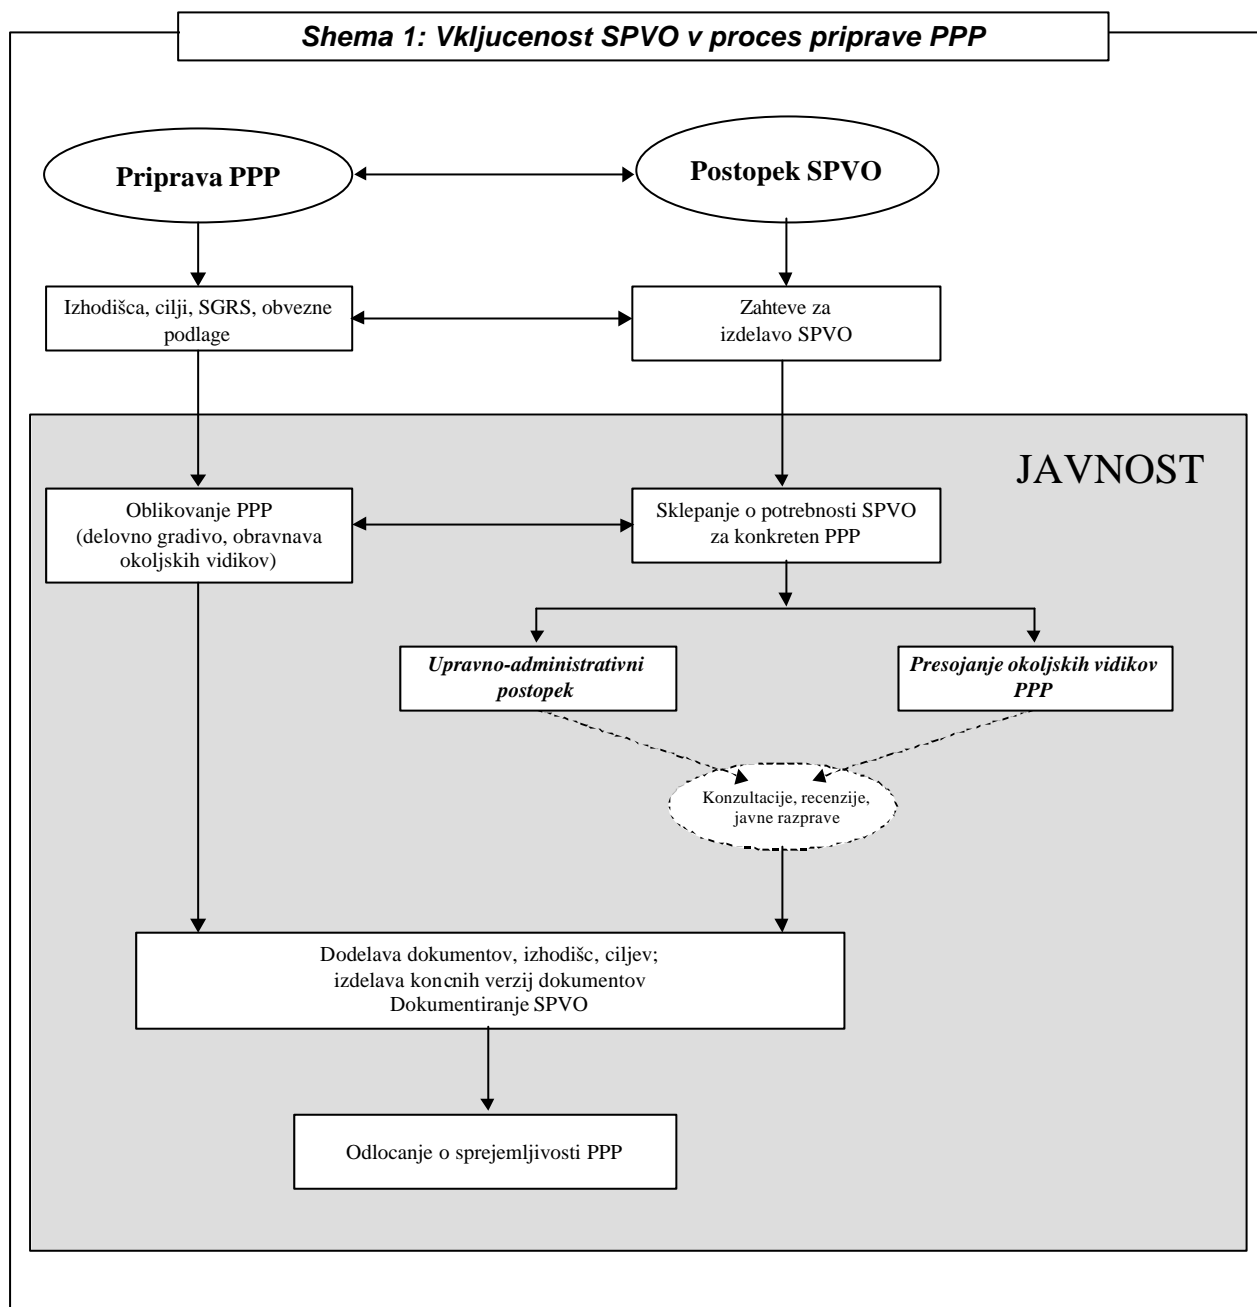 Shema 1: Vkljucenost SPVO v proces priprave PPP
Priprava PPP
Postopek SPVO
Izhodišca, cilji, SGRS, obvezne
podlage
Zahteve za
izdelavo SPVO
JAVNOST
Oblikovanje PPP
(delovno gradivo, obravnava
okoljskih vidikov)
Sklepanje o potrebnosti SPVO
za konkreten PPP
Upravno-administrativni
postopek
Presojanje okoljskih vidikov
PPP
Konzultacije, recenzije,
javne razprave
Dodelava dokumentov, izhodišc, ciljev;
izdelava koncnih verzij dokumentov
Dokumentiranje SPVO
Odlocanje o sprejemljivosti PPP